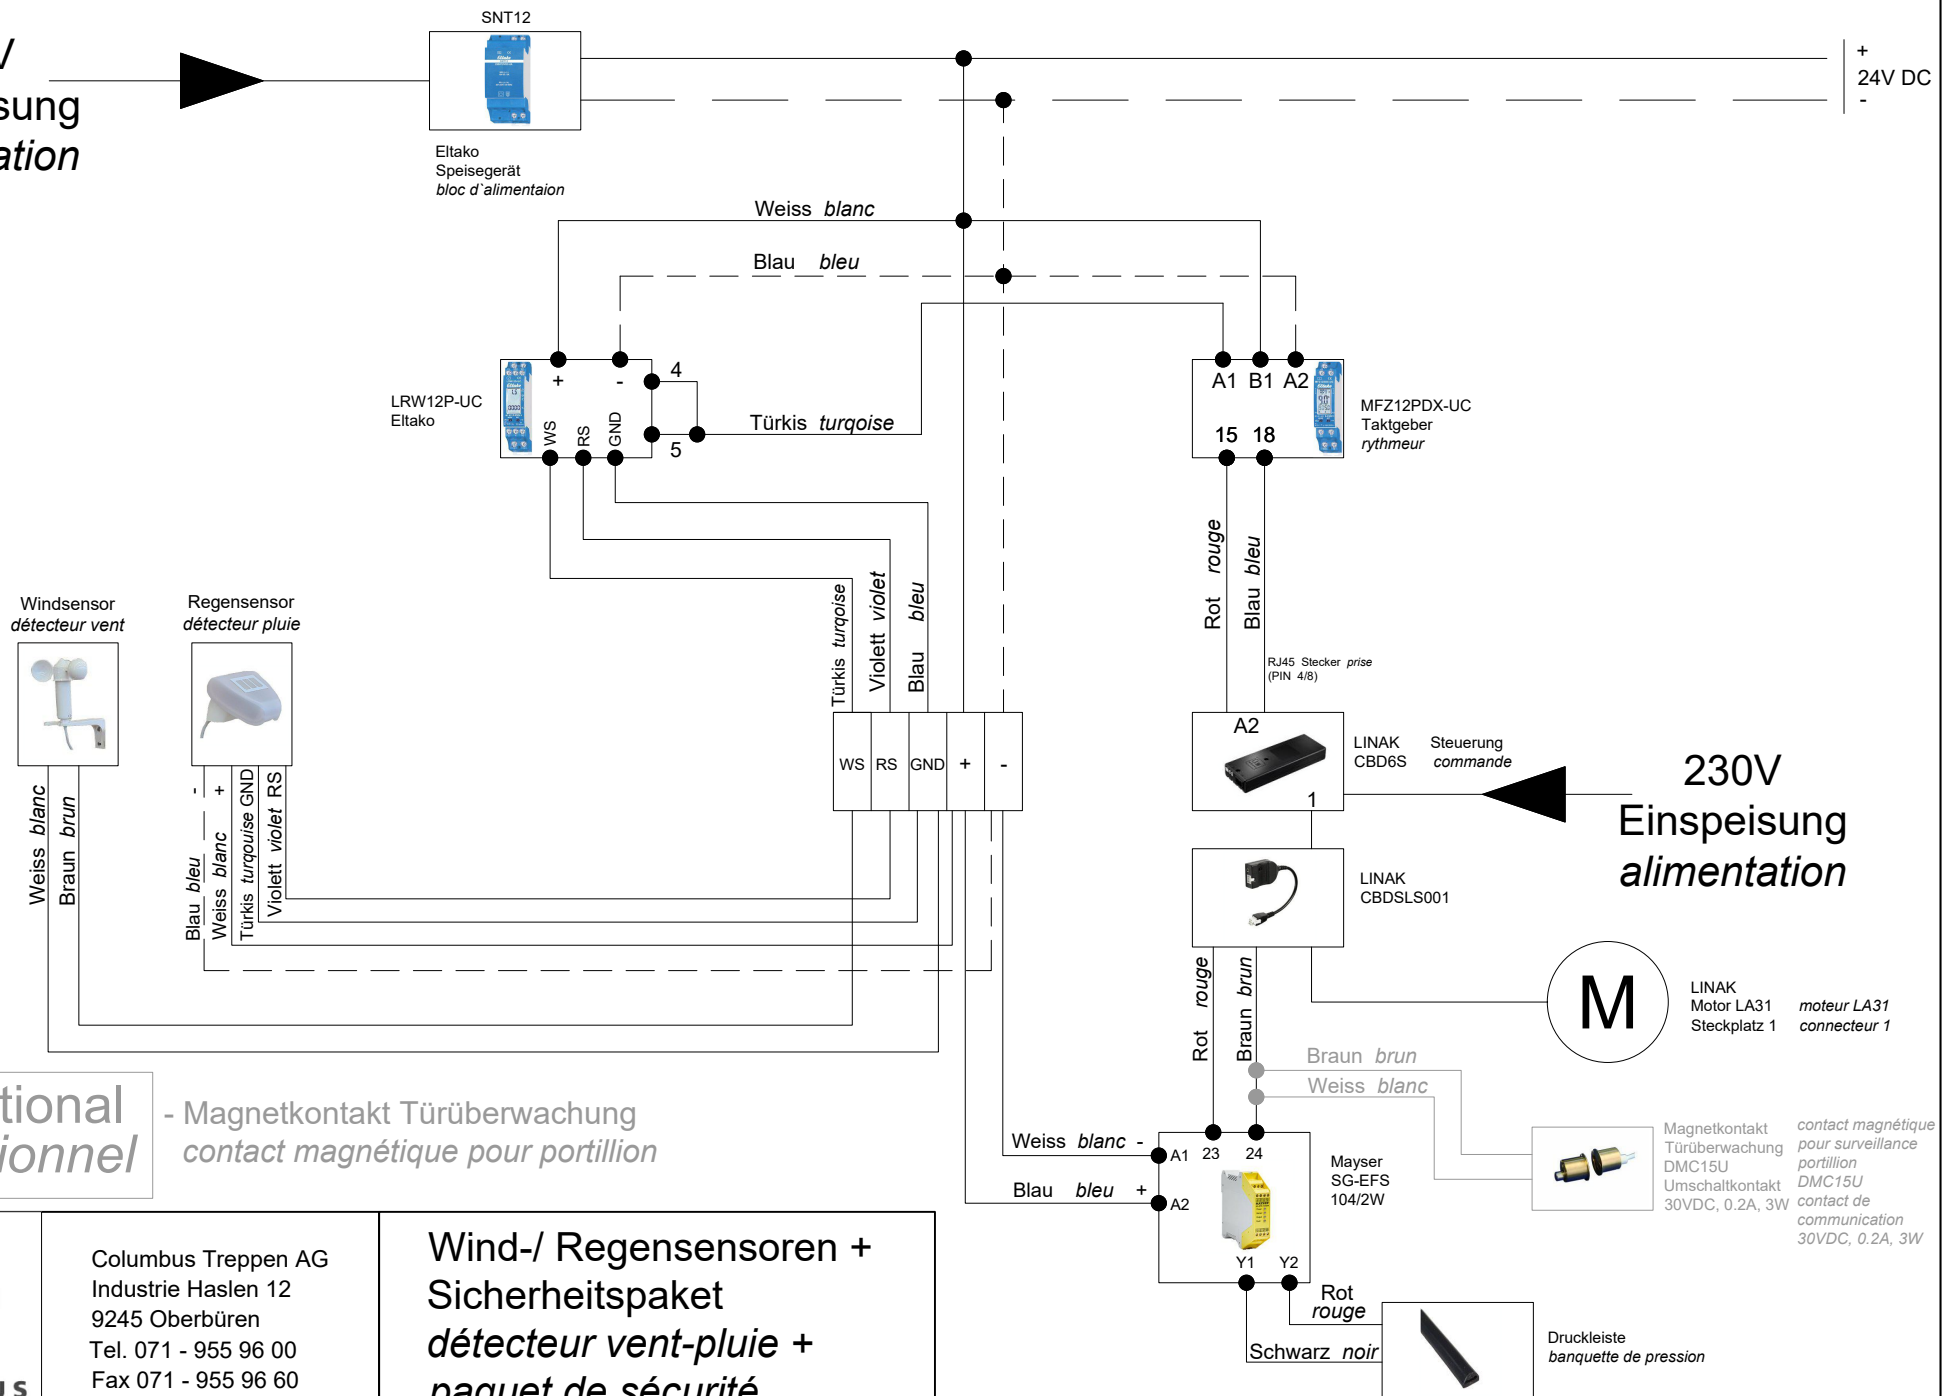 SNT12
+
24V DC
-
Eltako
Speisegerät
bloc d`alimentaion
Weiss blanc
Blau bleu
+
-
4
5
WS
RS
GND
LRW12P-UC
Eltako
Türkis turqoise
A1 B1 A2
15 18
MFZ12PDX-UC
Taktgeber
rythmeur
Rot rouge
Blau bleu
RJ45 Stecker prise
(PIN 4/8)
Windsensor
détecteur vent
Regensensor
détecteur pluie
Türkis turqoise
Violett violet
Blau bleu
WS
RS
GND
+
-
A2
1
LINAK
CBD6S
Steuerung
commande
230V
Einspeisung
alimentation
Weiss blanc
Braun brun
Blau bleu -
Weiss blanc +
Türkis turqouise GND
Violett violet RS
LINAK
CBDSLS001
Rot rouge
Braun brun
M
LINAK
Motor LA31
Steckplatz 1
moteur LA31
connecteur 1
Braun brun
Weiss blanc
- Magnetkontakt Türüberwachung
contact magnétique pour portillion
Weiss blanc -
Blau bleu +
A1
A2
23
24
Y1
Y2
Mayser
SG-EFS
104/2W
Magnetkontakt
Türüberwachung
DMC15U
Umschaltkontakt
30VDC, 0.2A, 3W
contact magnétique
pour surveillance
portillion
DMC15U
contact de
communication
30VDC, 0.2A, 3W
Rot
rouge
Schwarz noir
Druckleiste
banquette de pression
Columbus Treppen AG
Industrie Haslen 12
9245 Oberbüren
Tel. 071 - 955 96 00
Fax 071 - 955 96 60
Wind-/ Regensensoren +
Sicherheitspaket
détecteur vent-pluie +
paquet de sécurité